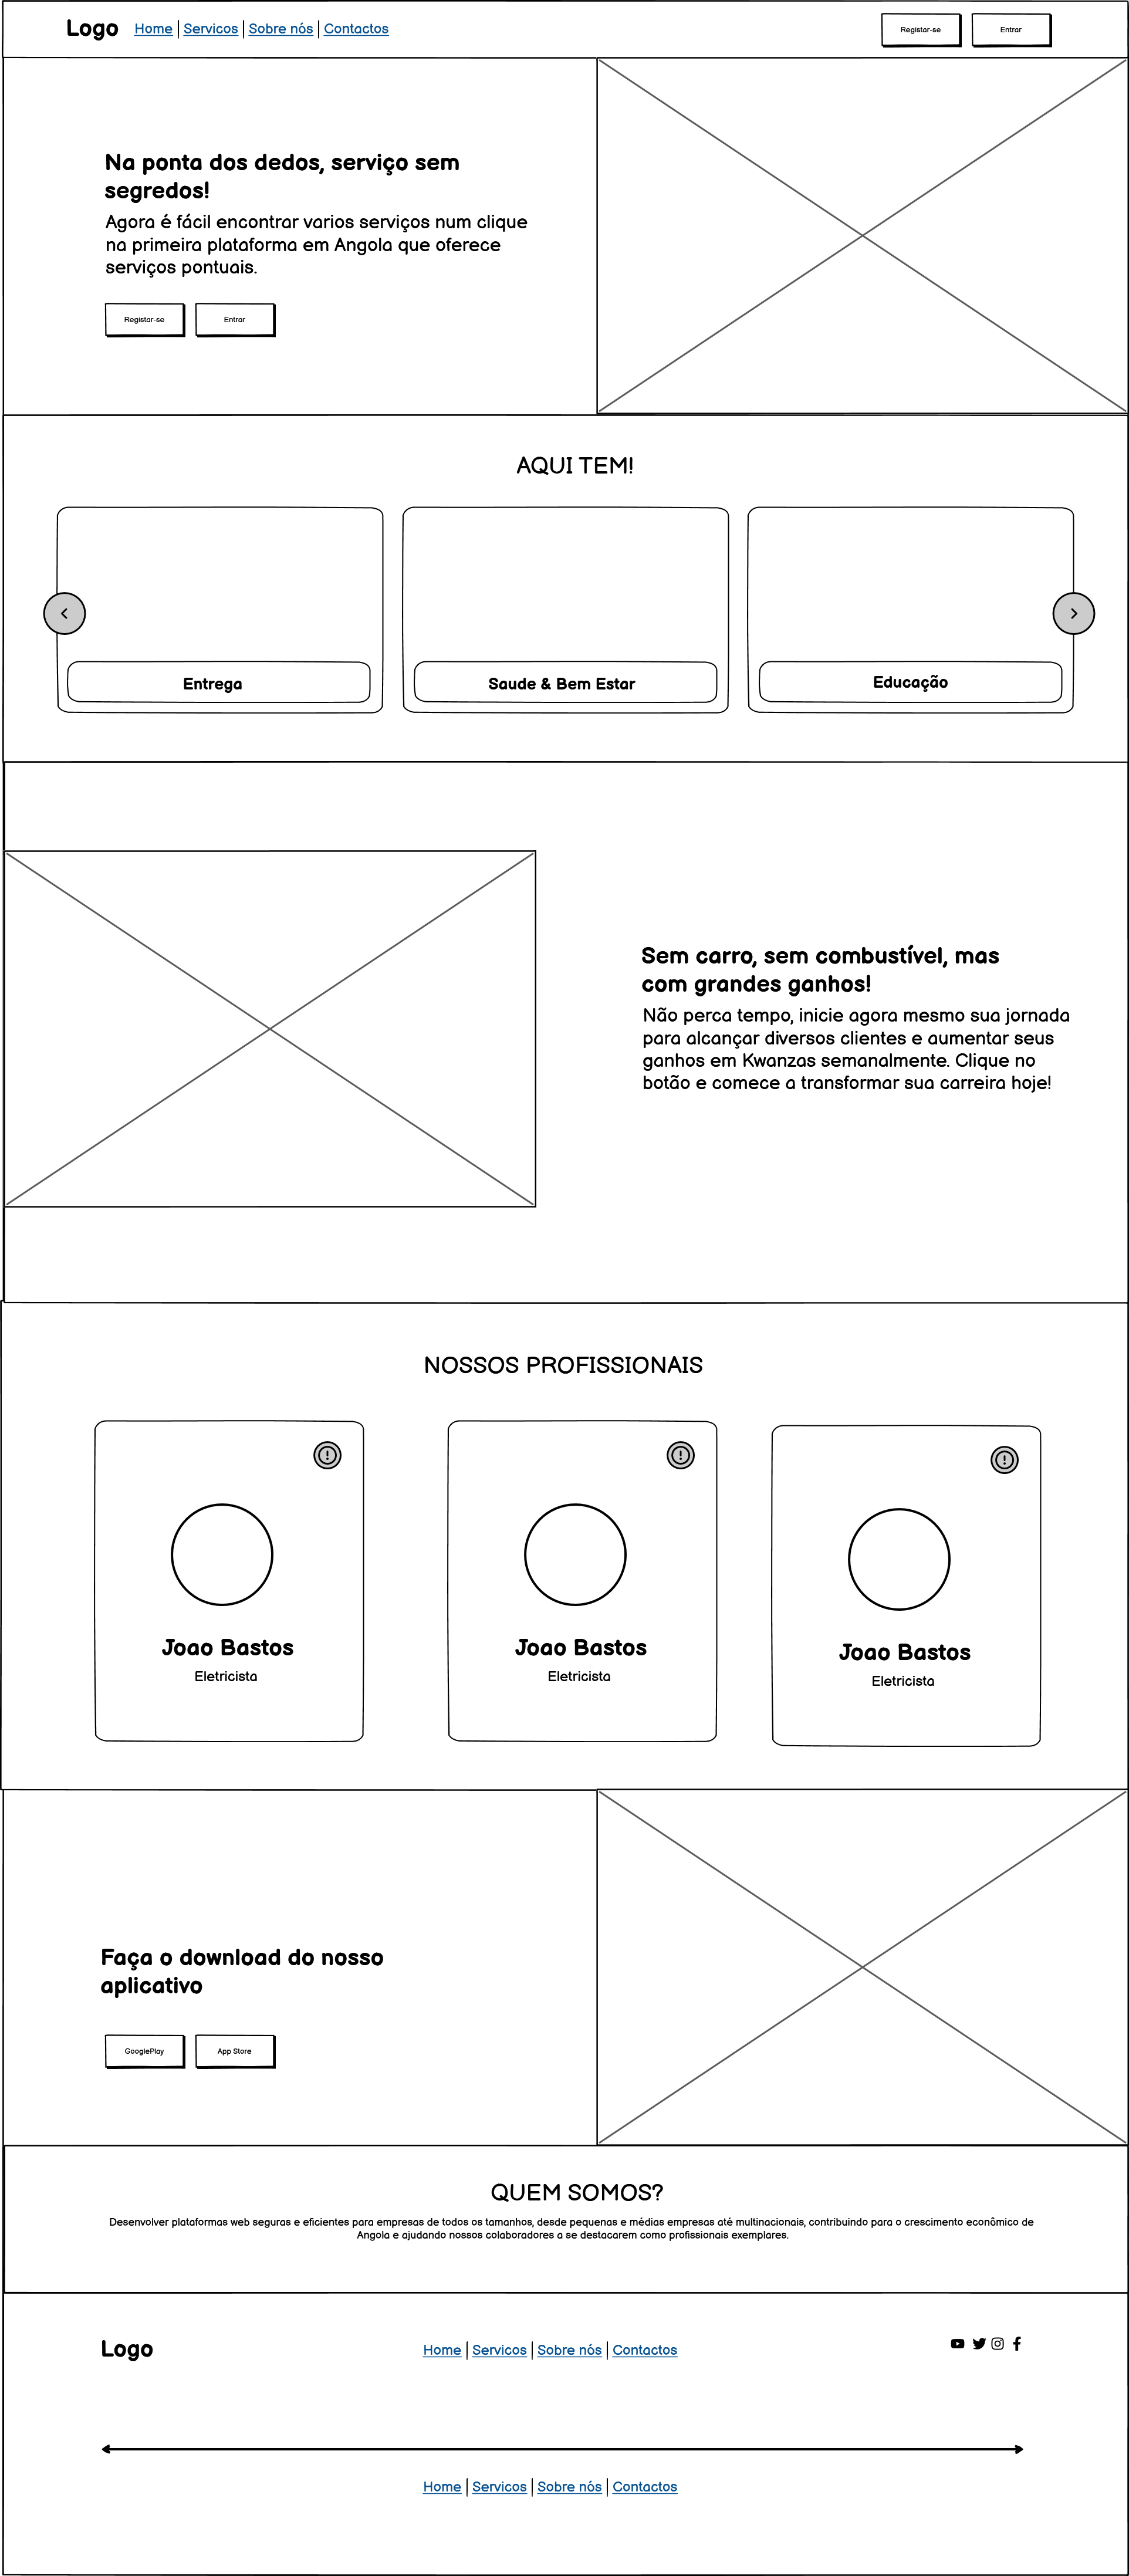 Logo Home Servicos Sobre nós Contactos Registar-se Entrar
Na ponta dos dedos, serviço sem
segredos!
Agora é fácil encontrar varios serviços num clique
na primeira plataforma em Angola que oferece
serviços pontuais.
Registar-se Entrar
AQUI TEM!
Entrega Saude & Bem Estar Educação
Sem carro, sem combustível, mas
com grandes ganhos!
Não perca tempo, inicie agora mesmo sua jornada
para alcançar diversos clientes e aumentar seus
ganhos em Kwanzas semanalmente. Clique no
botão e comece a transformar sua carreira hoje!
NOSSOS PROFISSIONAIS
Joao Bastos Joao Bastos Joao Bastos
Eletricista Eletricista Eletricista
Faça o download do nosso
aplicativo
GooglePlay App Store
QUEM SOMOS?
Desenvolver plataformas web seguras e eficientes para empresas de todos os tamanhos, desde pequenas e médias empresas até multinacionais, contribuindo para o crescimento econômico de
Angola e ajudando nossos colaboradores a se destacarem como profissionais exemplares.
Logo Home Servicos Sobre nós Contactos
Home Servicos Sobre nós Contactos